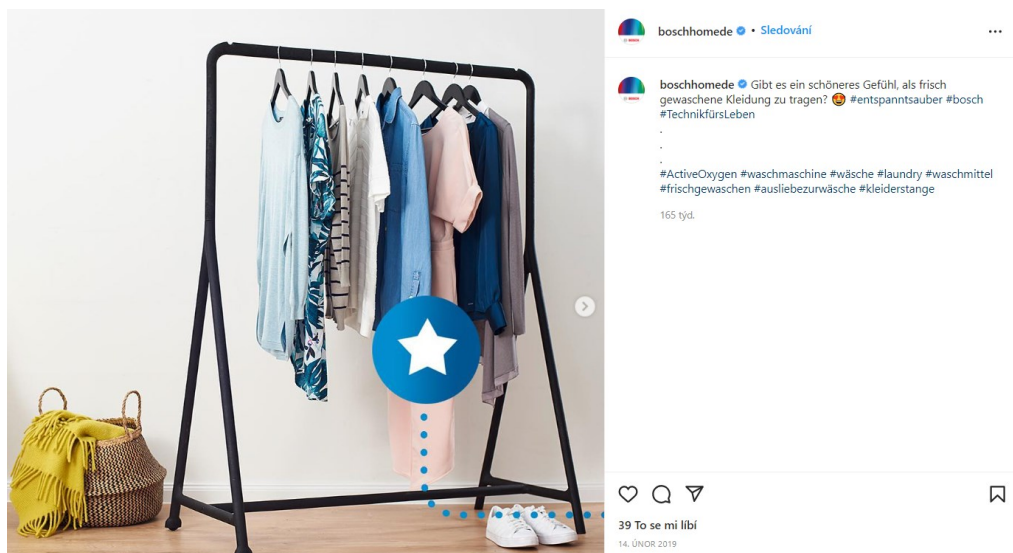 boschhomede • Sledování
boschhomede Gibt es ein schöneres Gefühl, als frisch
gewaschene Kleidung zu tragen? 😍 #entspanntsauber #bosch
#TechnikfürsLeben
.
.
.
#ActiveOxygen #waschmaschine #wäsche #laundry #waschmittel
#frischgewaschen #ausliebezurwäsche #kleiderstange
165 týd.
39 To se mi líbí
14. ÚNOR 2019